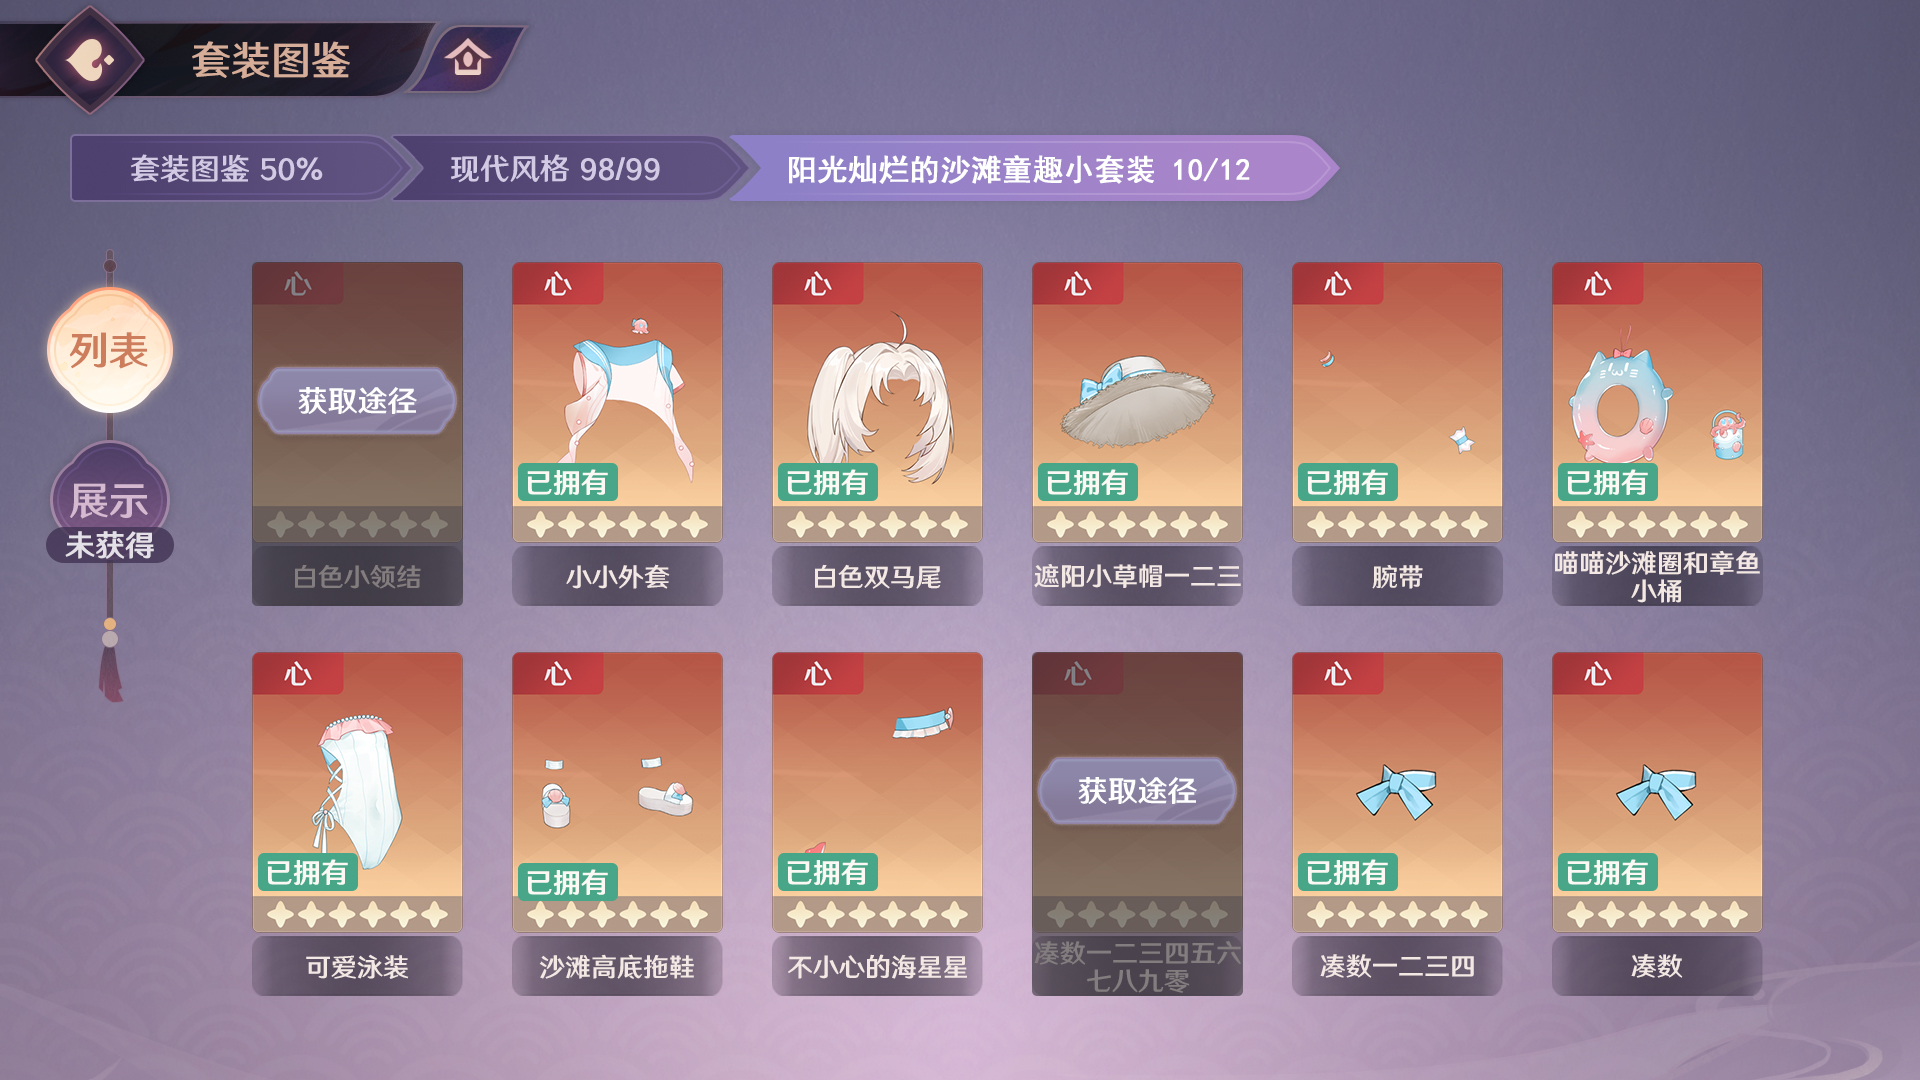 套装图鉴
套装图鉴 50%
现代风格 98/99
阳光灿烂的沙滩童趣小套装 10/12
列表
展示
未获得
心
获取途径
白色小领结
心
已拥有
小小外套
心
已拥有
白色双马尾
心
已拥有
遮阳小草帽一二三
心
已拥有
腕带
心
已拥有
喵喵沙滩圈和章鱼
小桶
心
已拥有
可爱泳装
心
已拥有
沙滩高底拖鞋
心
已拥有
不小心的海星星
心
获取途径
凑数一二三四五六
七八九零
心
已拥有
凑数一二三四
心
已拥有
凑数